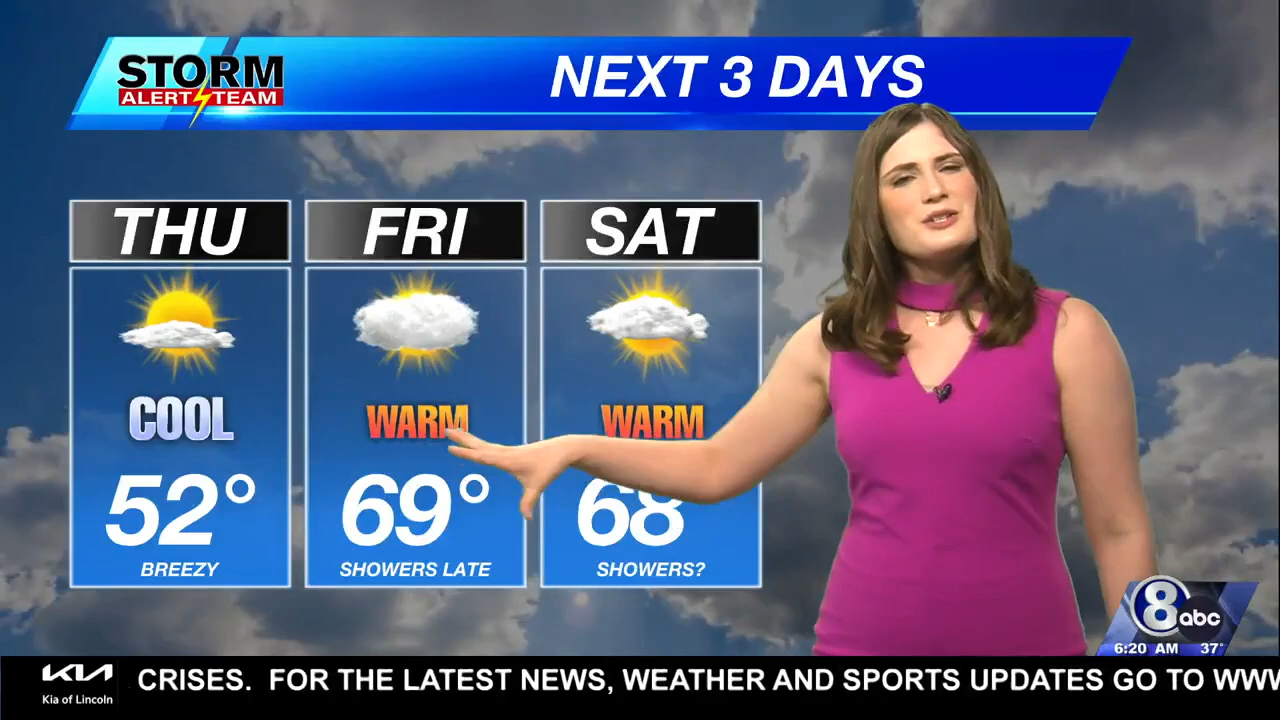 STORM
ALERT TEAM
NEXT 3 DAYS
THU
FRI
SAT
COOL
WARM
WARM
52°
69°
68
BREEZY
SHOWERS LATE
SHOWERS?
8 abc
6:20 AM 37°
KIA
Kia of Lincoln
CRISES. FOR THE LATEST NEWS, WEATHER AND SPORTS UPDATES GO TO WWW